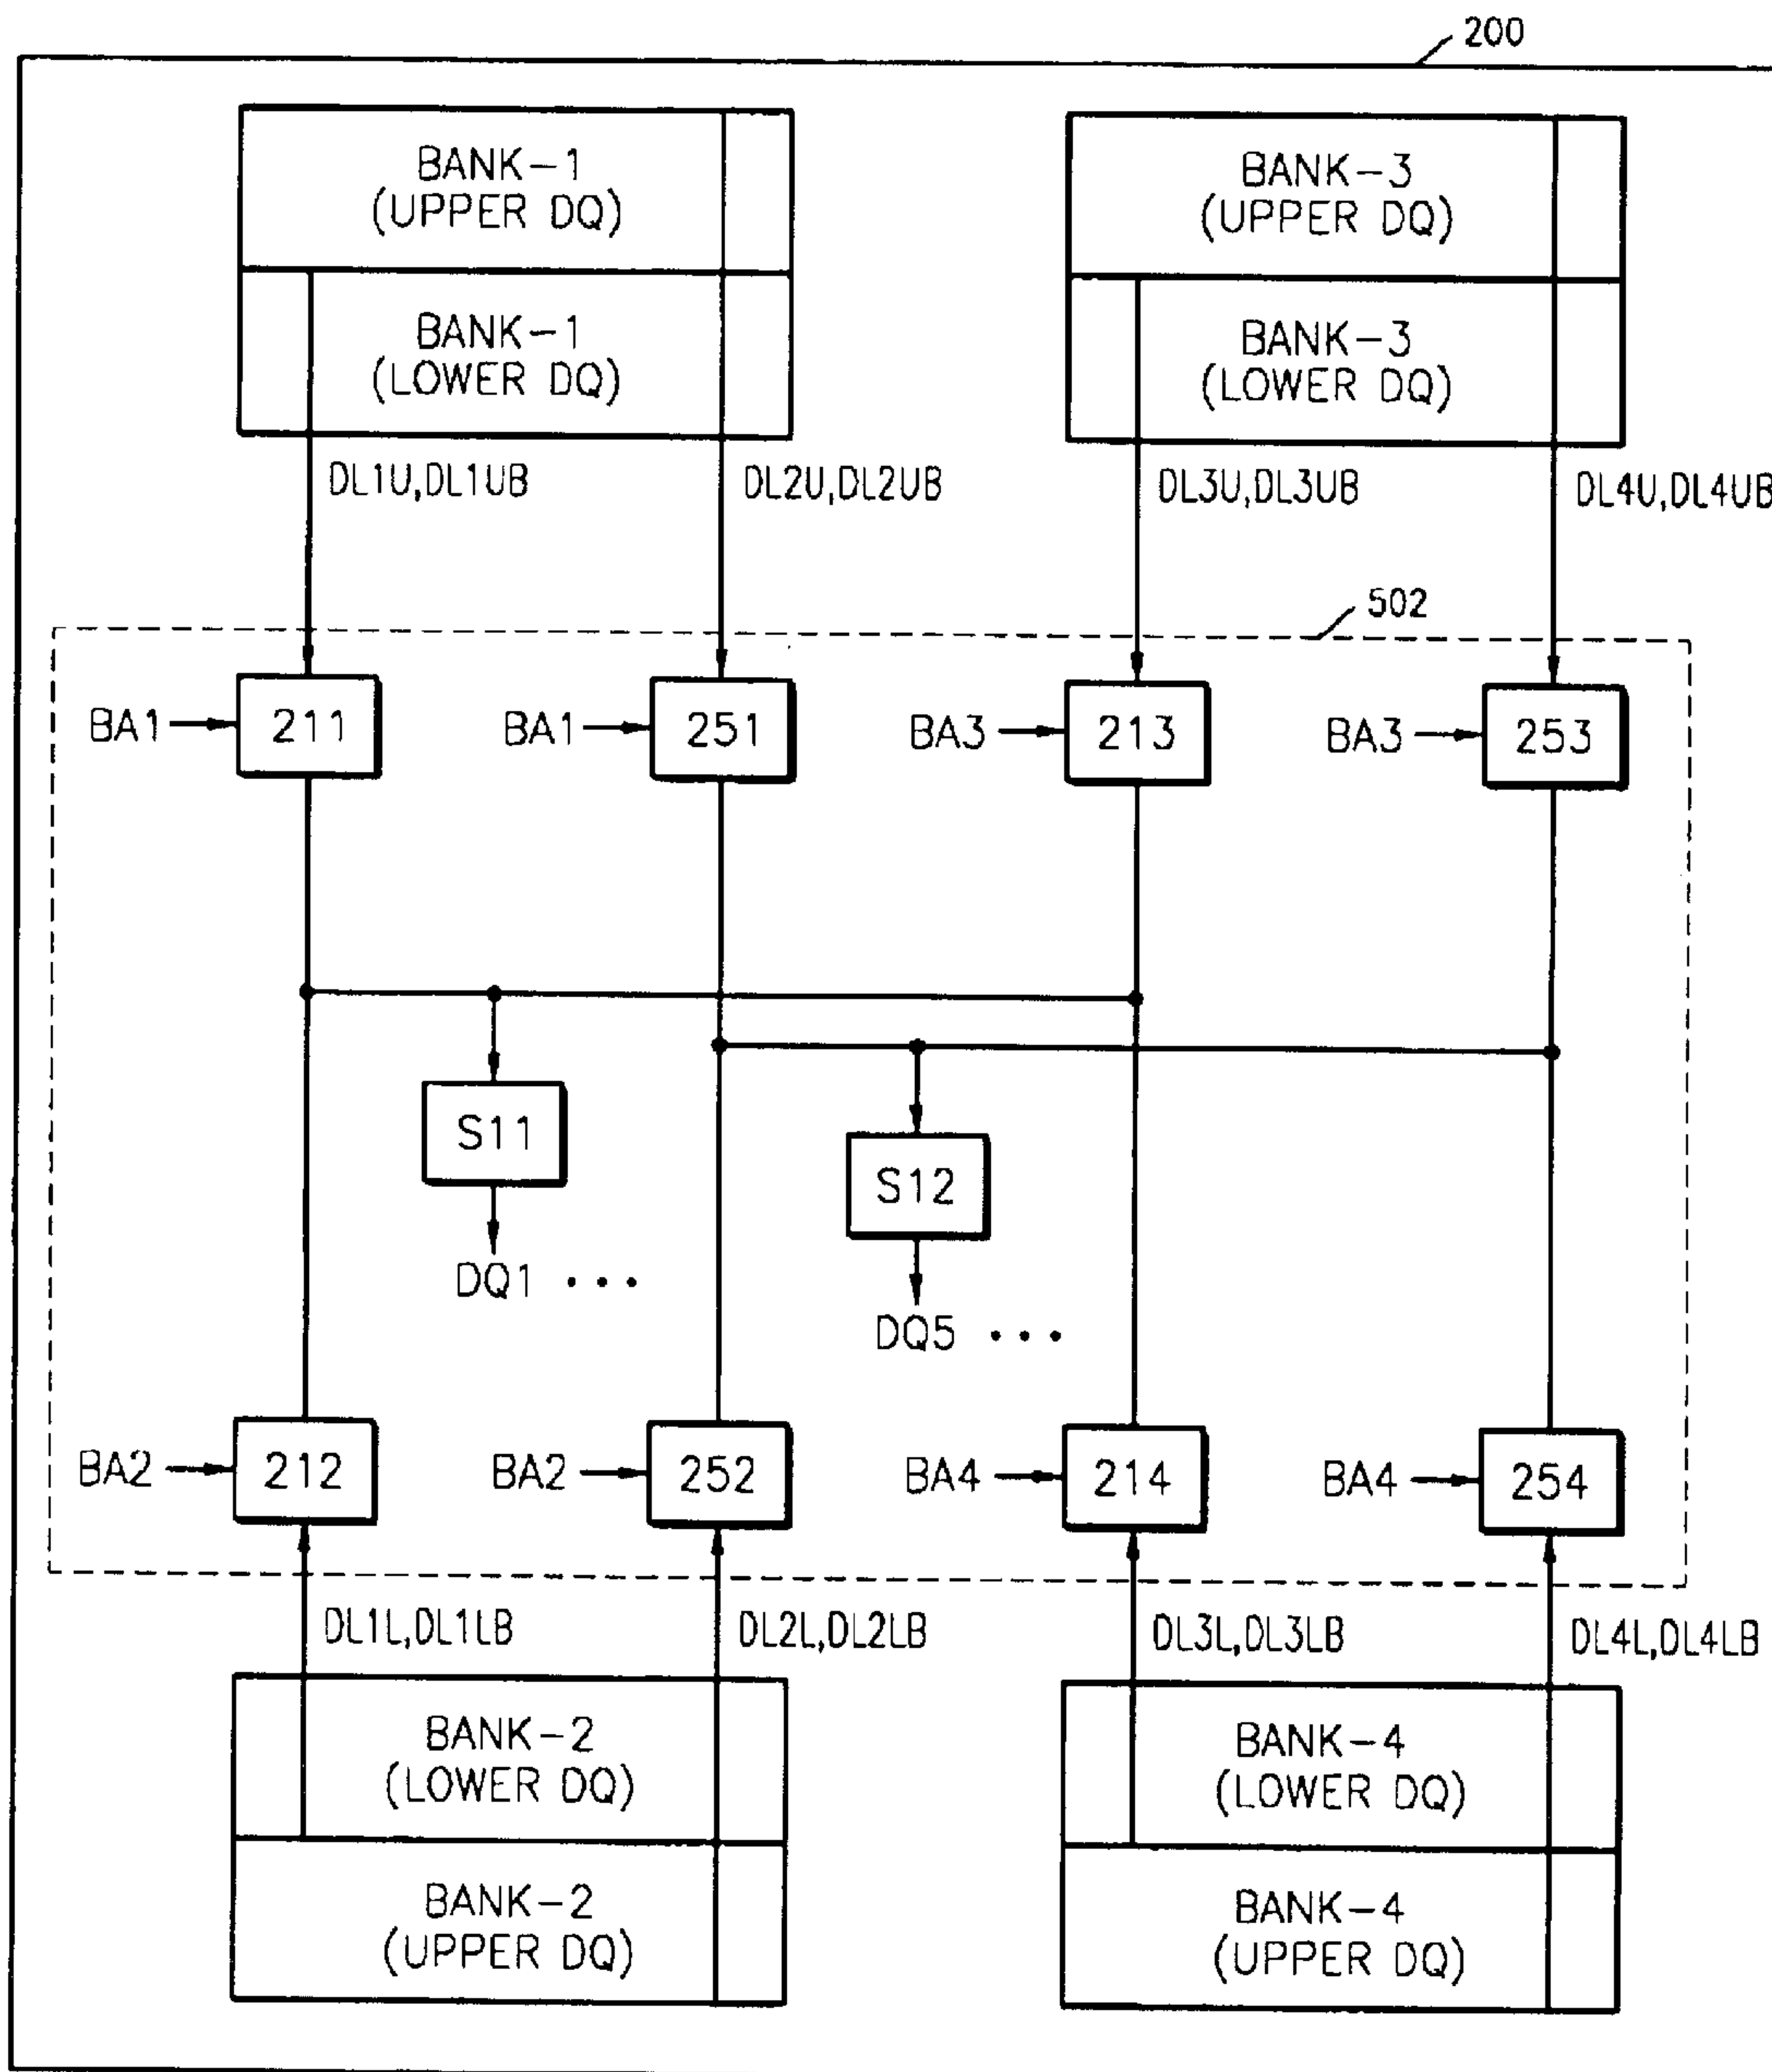 200
BANK-1
(UPPER DQ)
BANK-3
(UPPER DQ)
BANK-1
(LOWER DQ)
BANK-3
(LOWER DQ)
DL1U,DL1UB
DL2U,DL2UB
DL3U,DL3UB
DL4U,DL4UB
502
BA1
211
BA1
251
BA3
213
BA3
253
S11
S12
DQ1 •••
DQ5 •••
BA2
212
BA2
252
BA4
214
BA4
254
DL1L,DL1LB
DL2L,DL2LB
DL3L,DL3LB
DL4L,DL4LB
BANK-2
(LOWER DQ)
BANK-4
(LOWER DQ)
BANK-2
(UPPER DQ)
BANK-4
(UPPER DQ)